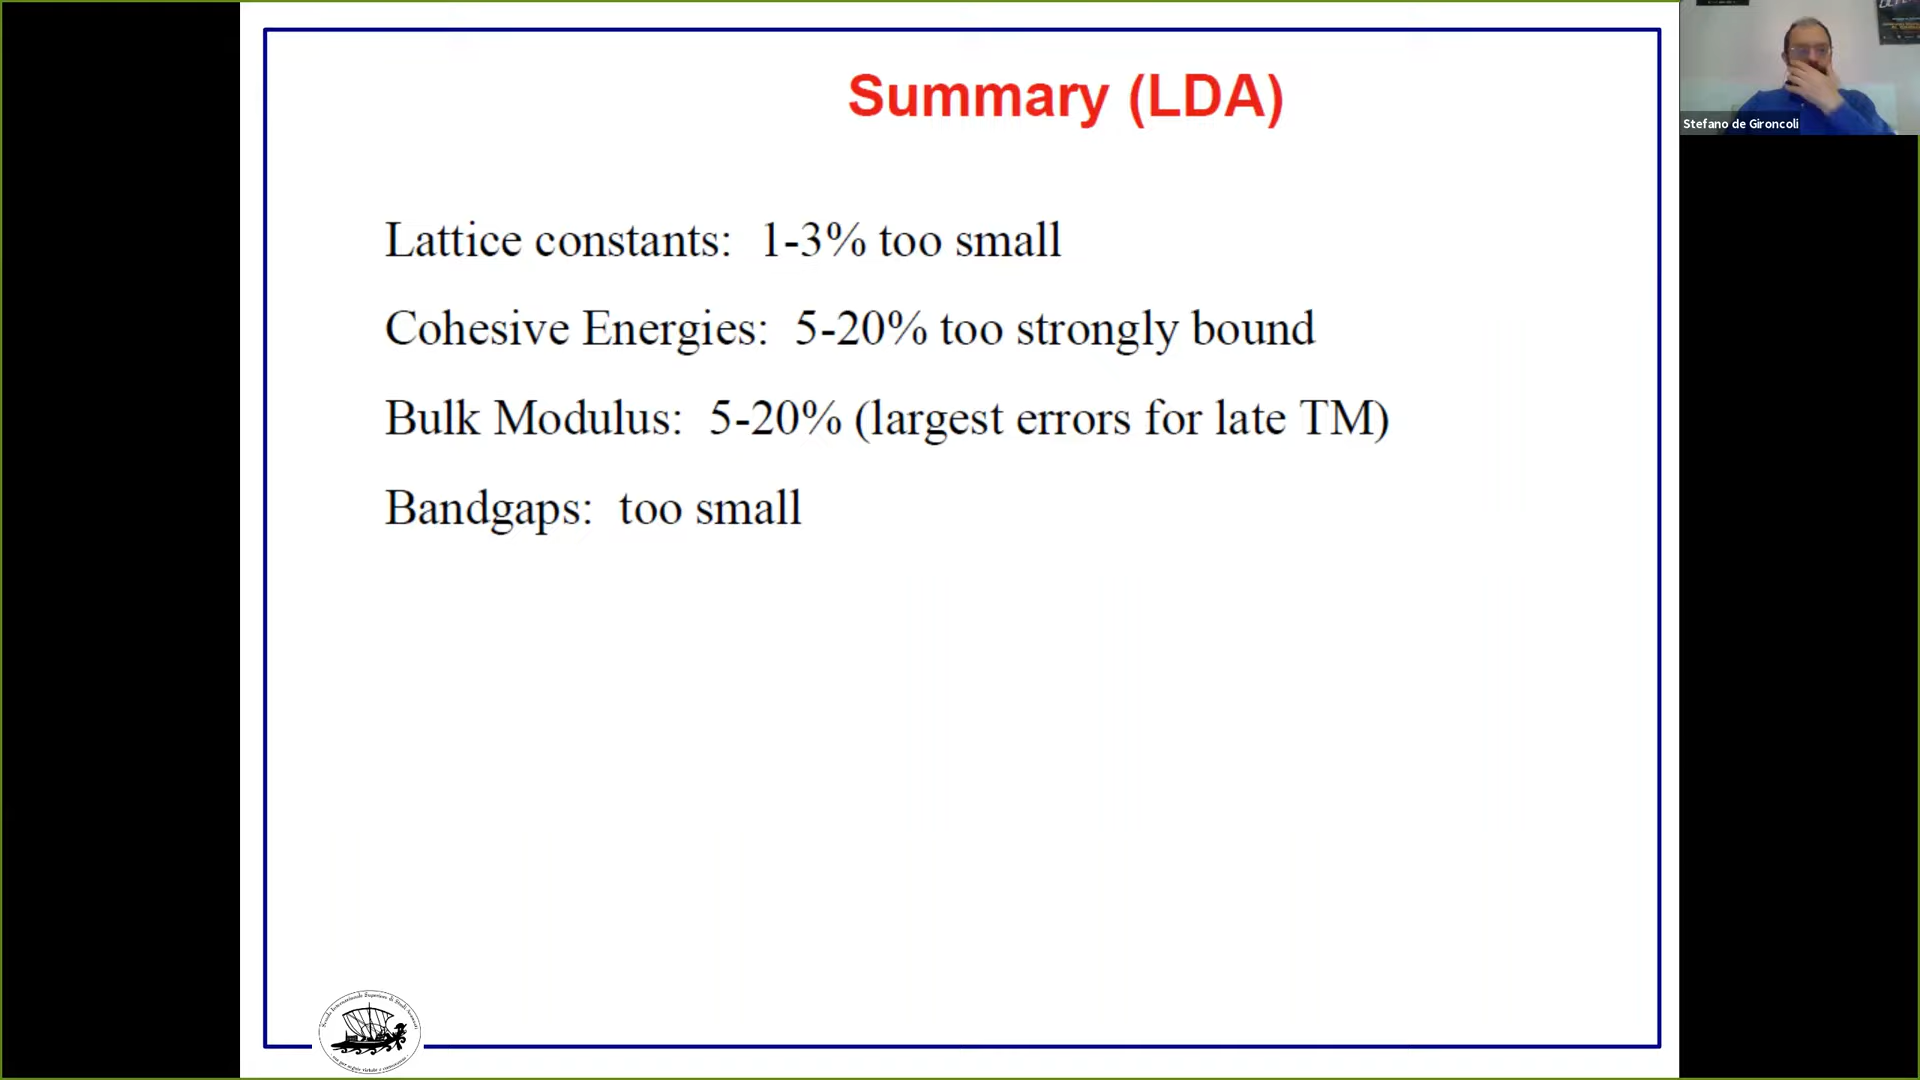 Summary (LDA)
Lattice constants: 1-3% too small
Cohesive Energies: 5-20% too strongly bound
Bulk Modulus: 5-20% (largest errors for late TM)
Bandgaps: too small
Stefano de Gironcoli